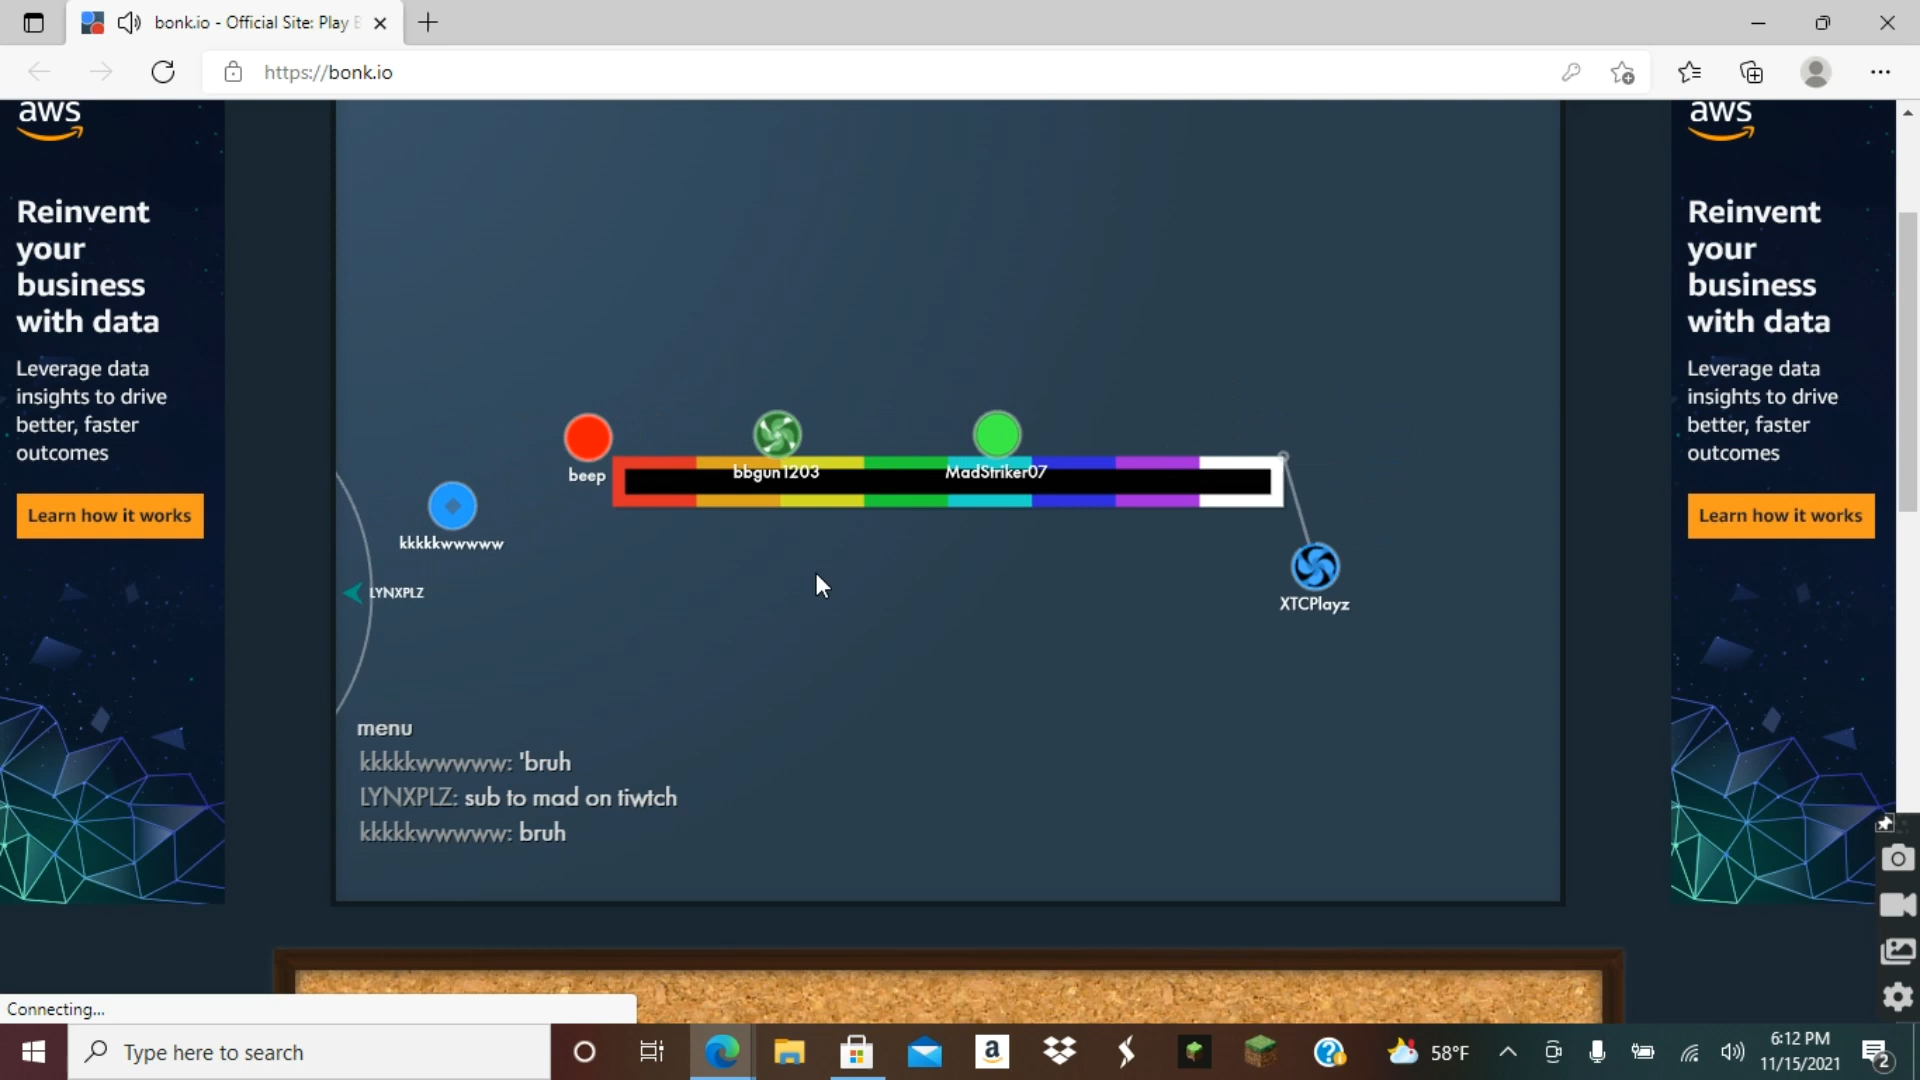 bonk.io - Official Site: Play B
https://bonk.io
aws
Reinvent
your
business
with data
Leverage data
insights to drive
better, faster
outcomes
Learn how it works
beep
bbgun1203
MadStriker07
kkkkkwwwww
LYNXPLZ
XTCPlayz
menu
kkkkkwwwww: 'bruh
LYNXPLZ: sub to mad on tiwtch
kkkkkwwwww: bruh
aws
Reinvent
your
business
with data
Leverage data
insights to drive
better, faster
outcomes
Learn how it works
Connecting...
Type here to search
a
58°F
6:12 PM
11/15/2021
2